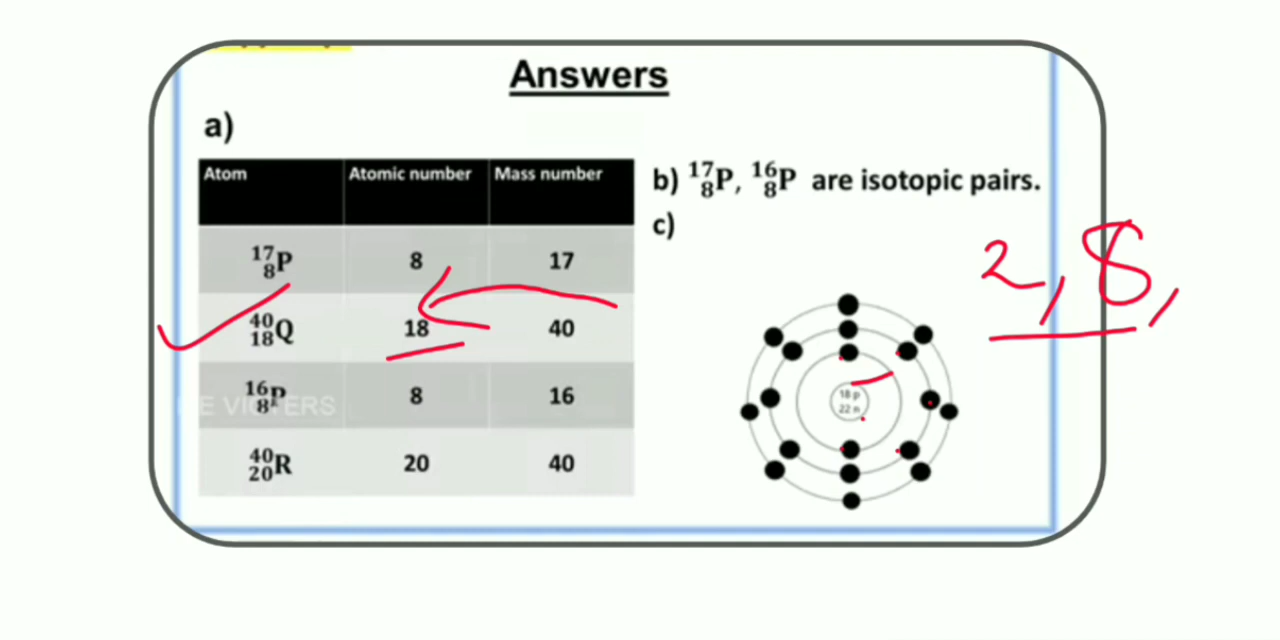 Answers
a)
Atom Atomic number Mass number
¹⁷₈P 8 17
⁴⁰₁₈Q 18 40
¹⁶₈P 8 16
⁴⁰₂₀R 20 40
b) ¹⁷₈P, ¹⁶₈P are isotopic pairs.
c)
18 p
22 n
2, 8,